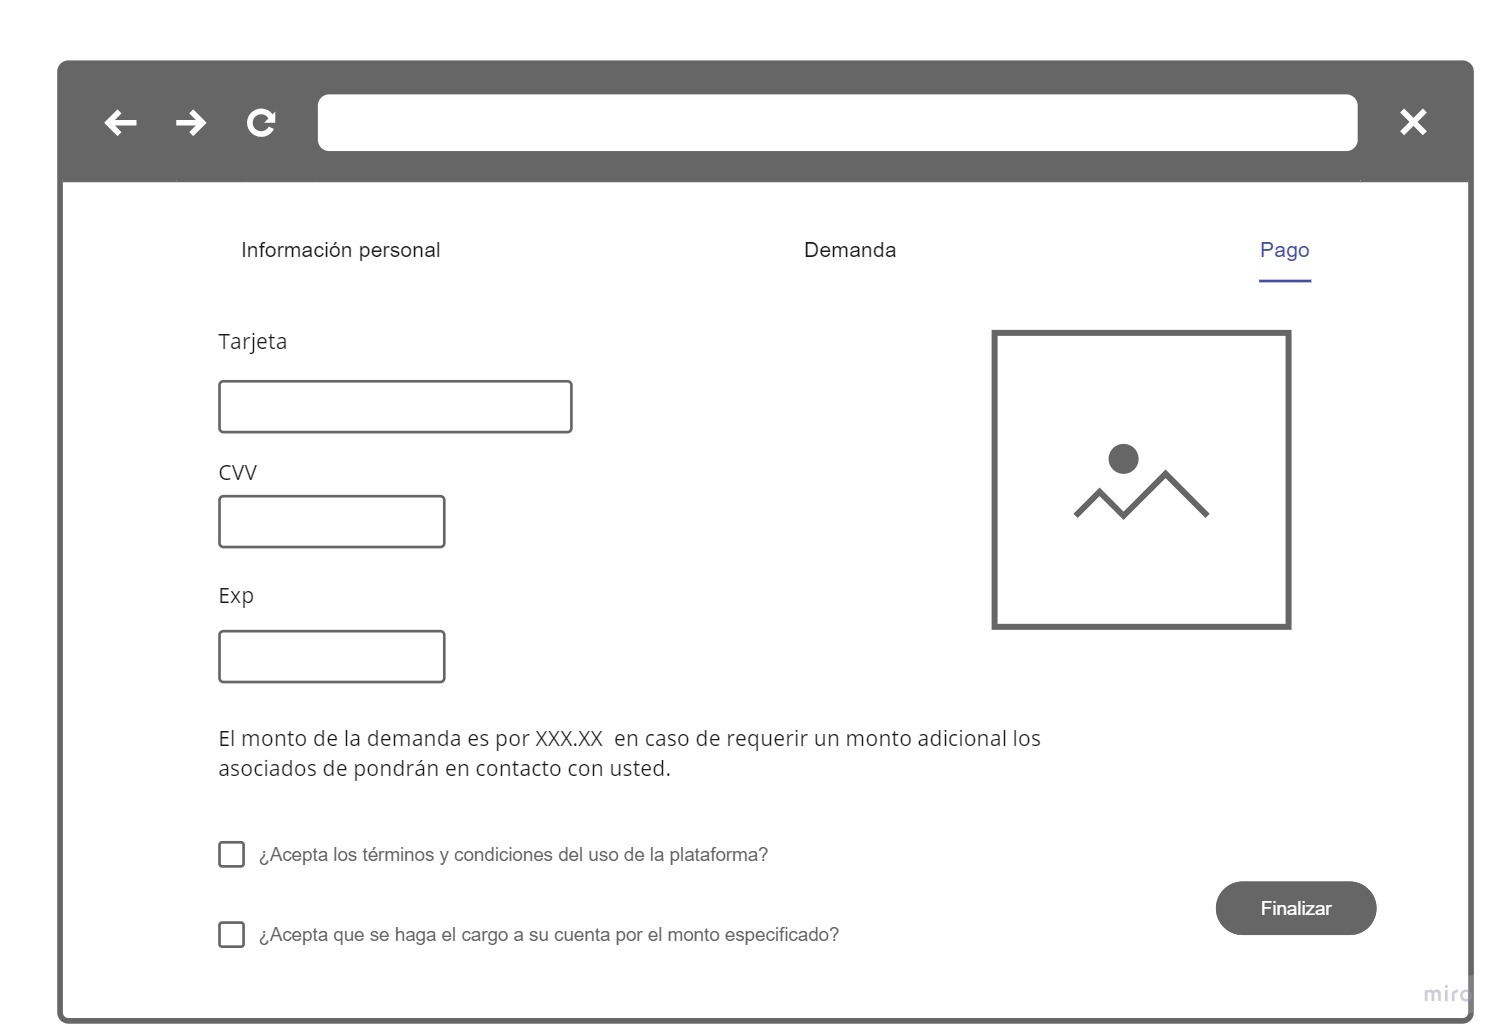 Información personal
Demanda
Pago
Tarjeta
CVV
Exp
El monto de la demanda es por XXX.XX  en caso de requerir un monto adicional los
asociados de pondrán en contacto con usted.
¿Acepta los términos y condiciones del uso de la plataforma?
Finalizar
¿Acepta que se haga el cargo a su cuenta por el monto especificado?
miro